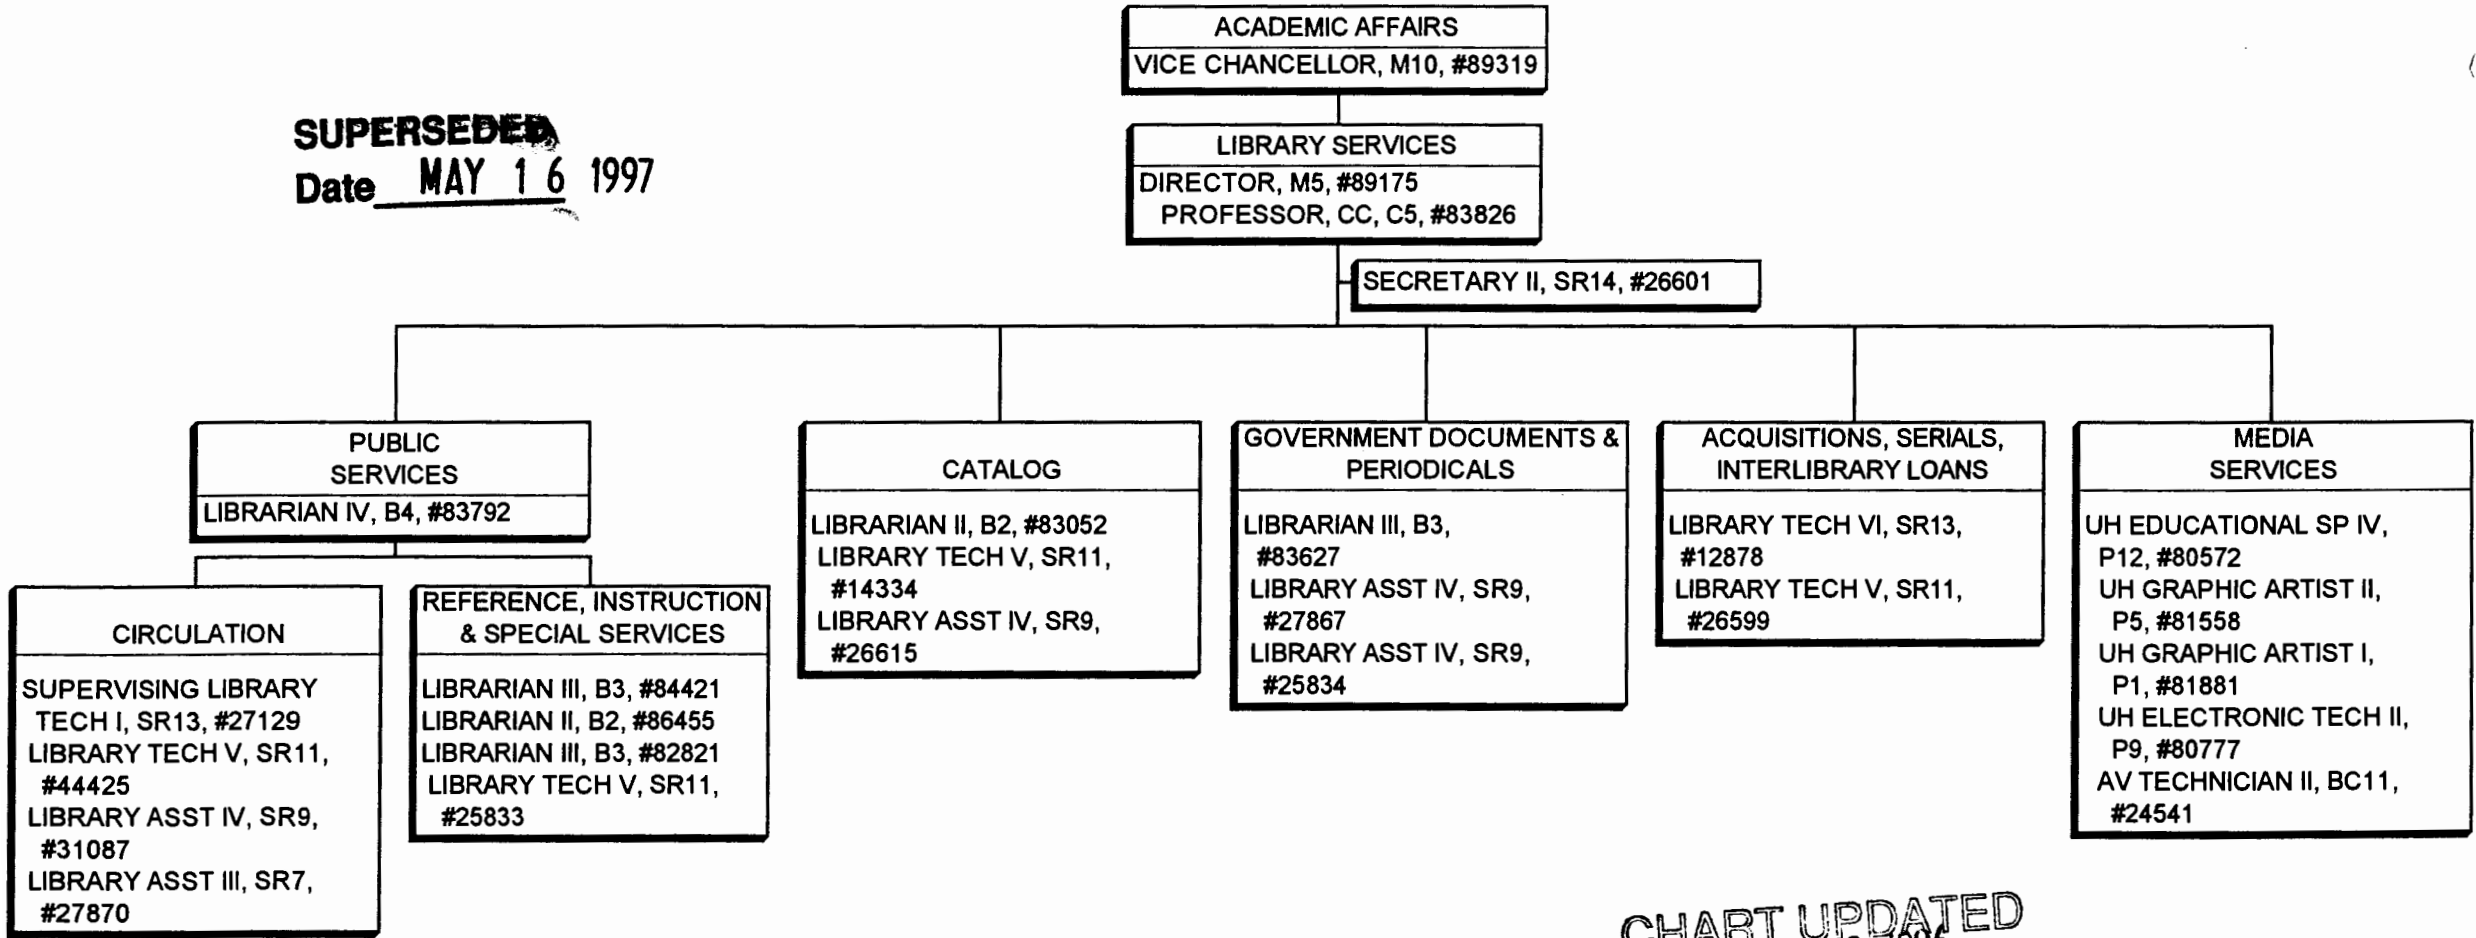 ACADEMIC AFFAIRS
VICE CHANCELLOR, M10, #89319
SUPERSEDED
Date MAY 16 1997
LIBRARY SERVICES
DIRECTOR, M5, #89175
PROFESSOR, CC, C5, #83826
SECRETARY II, SR14, #26601
PUBLIC
SERVICES
LIBRARIAN IV, B4, #83792
CIRCULATION
SUPERVISING LIBRARY
TECH I, SR13, #27129
LIBRARY TECH V, SR11,
#44425
LIBRARY ASST IV, SR9,
#31087
LIBRARY ASST III, SR7,
#27870
REFERENCE, INSTRUCTION
& SPECIAL SERVICES
LIBRARIAN III, B3, #84421
LIBRARIAN II, B2, #86455
LIBRARIAN III, B3, #82821
LIBRARY TECH V, SR11,
#25833
CATALOG
LIBRARIAN II, B2, #83052
LIBRARY TECH V, SR11,
#14334
LIBRARY ASST IV, SR9,
#26615
GOVERNMENT DOCUMENTS &
PERIODICALS
LIBRARIAN III, B3,
#83627
LIBRARY ASST IV, SR9,
#27867
LIBRARY ASST IV, SR9,
#25834
ACQUISITIONS, SERIALS,
INTERLIBRARY LOANS
LIBRARY TECH VI, SR13,
#12878
LIBRARY TECH V, SR11,
#26599
MEDIA
SERVICES
UH EDUCATIONAL SP IV,
P12, #80572
UH GRAPHIC ARTIST II,
P5, #81558
UH GRAPHIC ARTIST I,
P1, #81881
UH ELECTRONIC TECH II,
P9, #80777
AV TECHNICIAN II, BC11,
#24541
CHART UPDATED